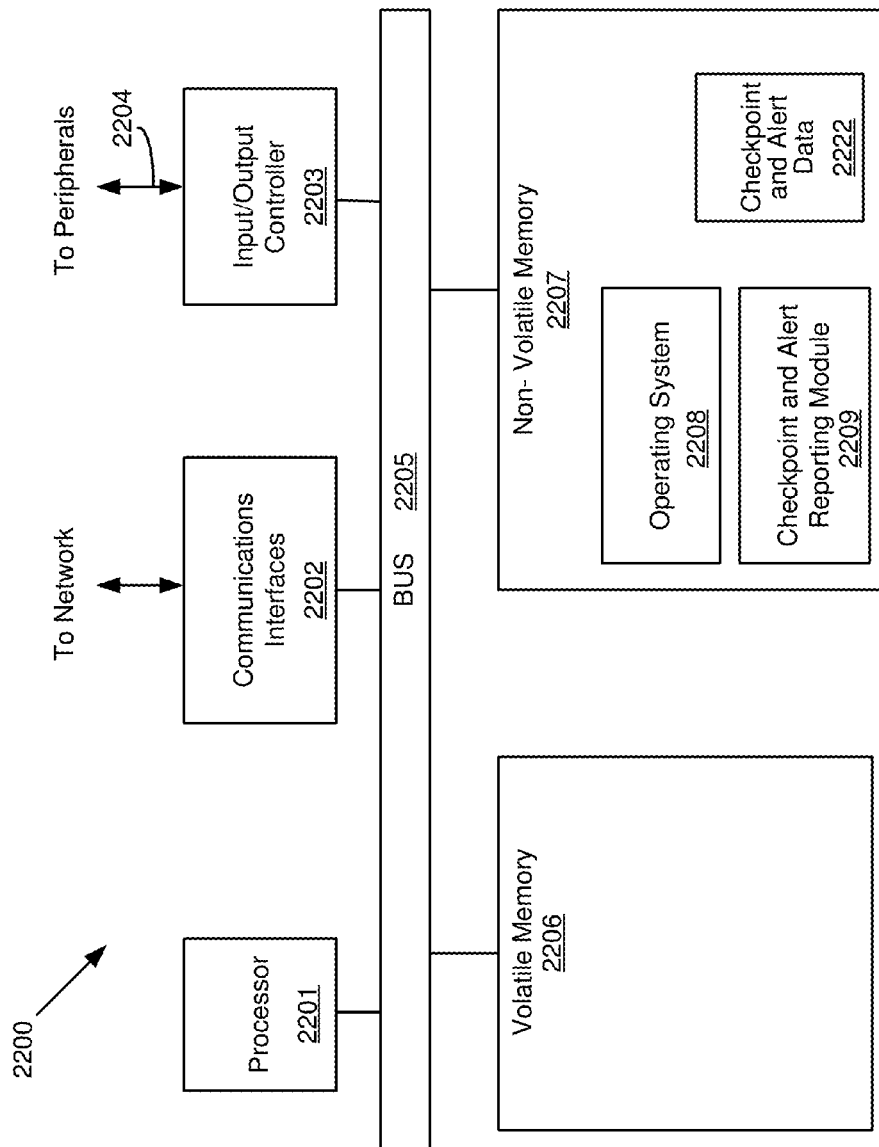 2200
To Network
To Peripherals
2204
Processor
2201
Communications
Interfaces
2202
Input/Output
Controller
2203
BUS 2205
Volatile Memory
2206
Non- Volatile Memory
2207
Operating System
2208
Checkpoint and Alert
Reporting Module
2209
Checkpoint
and Alert
Data
2222